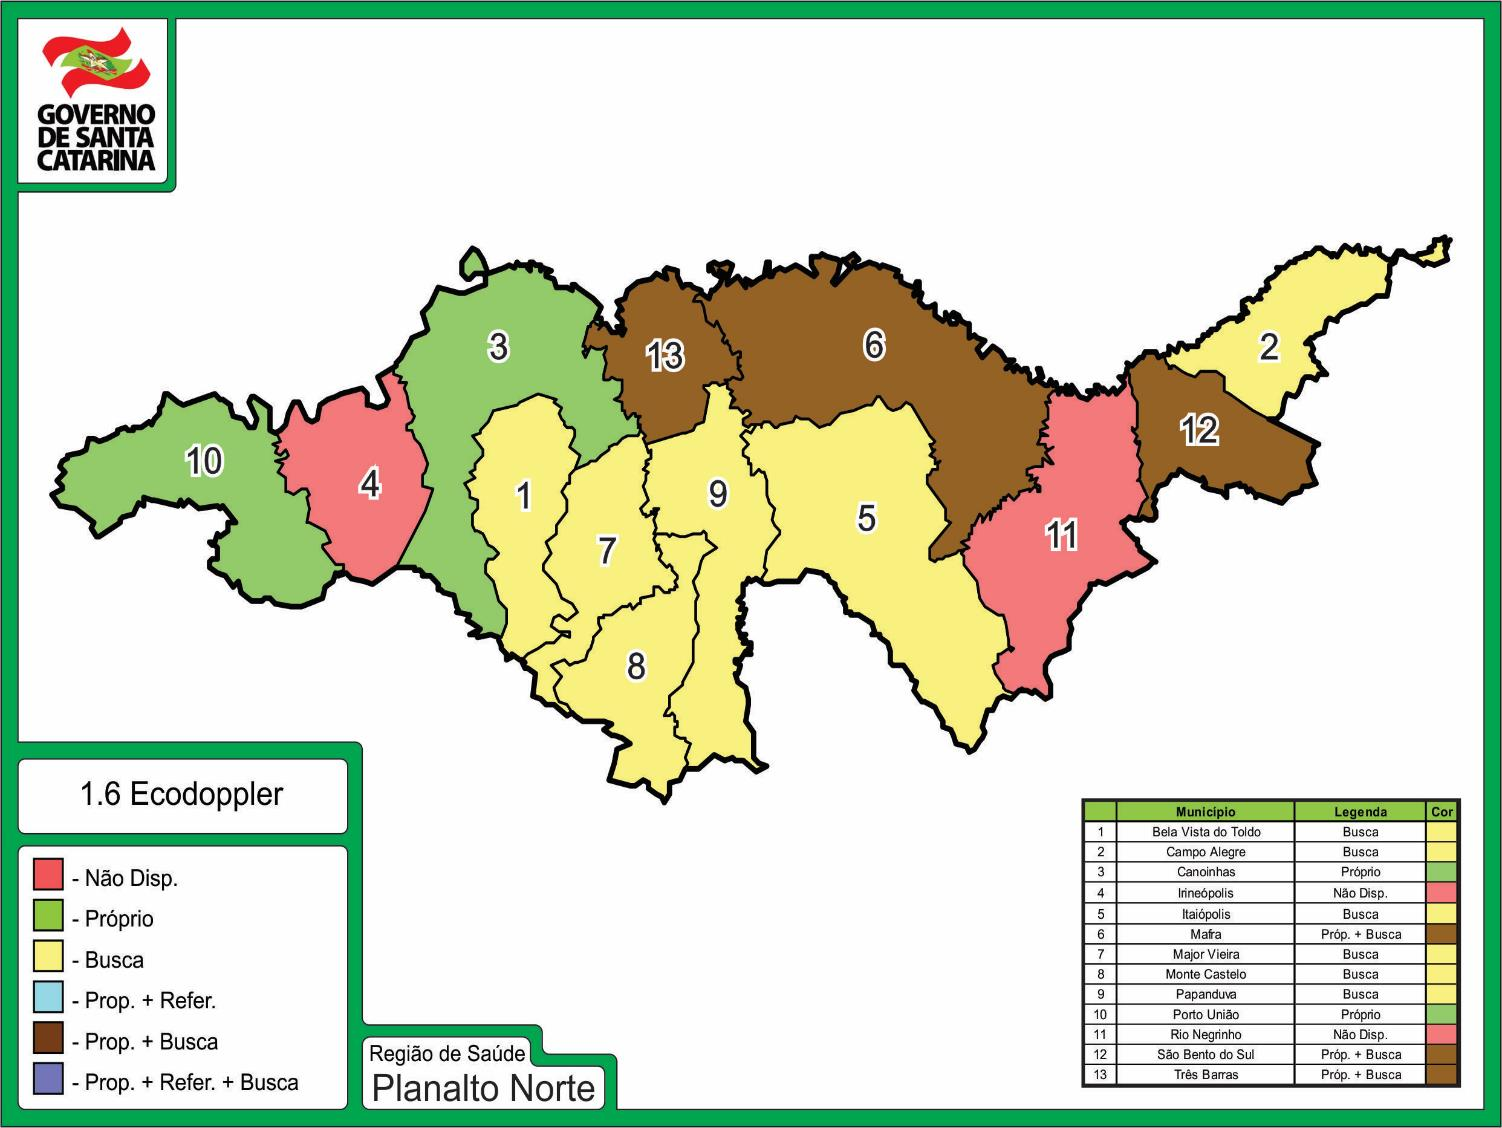 GOVERNO
DE SANTA
CATARINA
3
13
6
2
10
4
12
1
9
5
7
11
8
1.6 Ecodoppler
- Não Disp.
- Próprio
- Busca
- Prop. + Refer.
- Prop. + Busca
- Prop. + Refer. + Busca
Região de Saúde
Planalto Norte
Município Legenda Cor
1 Bela Vista do Toldo Busca
2 Campo Alegre Busca
3 Canoinhas Próprio
4 Irineópolis Não Disp.
5 Itaiópolis Busca
6 Mafra Próp. + Busca
7 Major Vieira Busca
8 Monte Castelo Busca
9 Papanduva Busca
10 Porto União Próprio
11 Rio Negrinho Não Disp.
12 São Bento do Sul Próp. + Busca
13 Três Barras Próp. + Busca